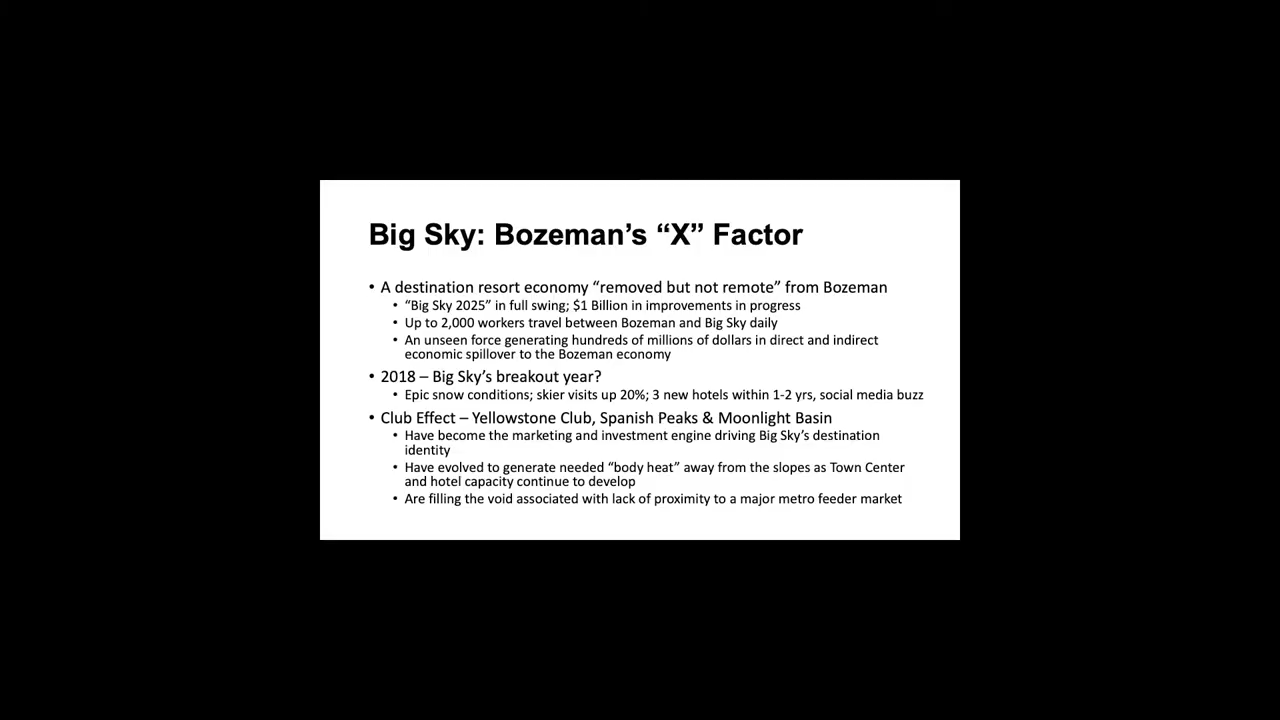 Big Sky: Bozeman’s “X” Factor
• A destination resort economy “removed but not remote” from Bozeman
• “Big Sky 2025” in full swing; $1 Billion in improvements in progress
• Up to 2,000 workers travel between Bozeman and Big Sky daily
• An unseen force generating hundreds of millions of dollars in direct and indirect
economic spillover to the Bozeman economy
• 2018 – Big Sky’s breakout year?
• Epic snow conditions; skier visits up 20%; 3 new hotels within 1-2 yrs, social media buzz
• Club Effect – Yellowstone Club, Spanish Peaks & Moonlight Basin
• Have become the marketing and investment engine driving Big Sky’s destination
identity
• Have evolved to generate needed “body heat” away from the slopes as Town Center
and hotel capacity continue to develop
• Are filling the void associated with lack of proximity to a major metro feeder market